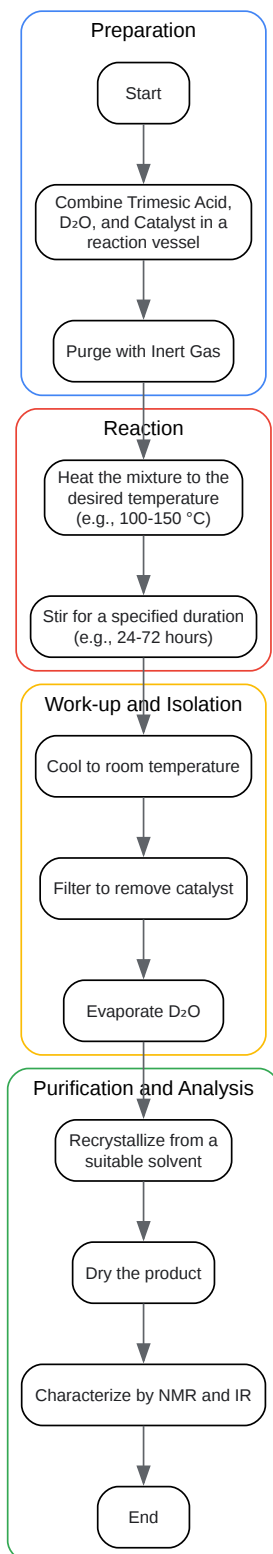 Preparation
Start
Combine Trimesic Acid,
D₂O, and Catalyst in a
reaction vessel
Purge with Inert Gas
Reaction
Heat the mixture to the
desired temperature
(e.g., 100-150 °C)
Stir for a specified duration
(e.g., 24-72 hours)
Work-up and Isolation
Cool to room temperature
Filter to remove catalyst
Evaporate D₂O
Purification and Analysis
Recrystallize from a
suitable solvent
Dry the product
Characterize by NMR and IR
End